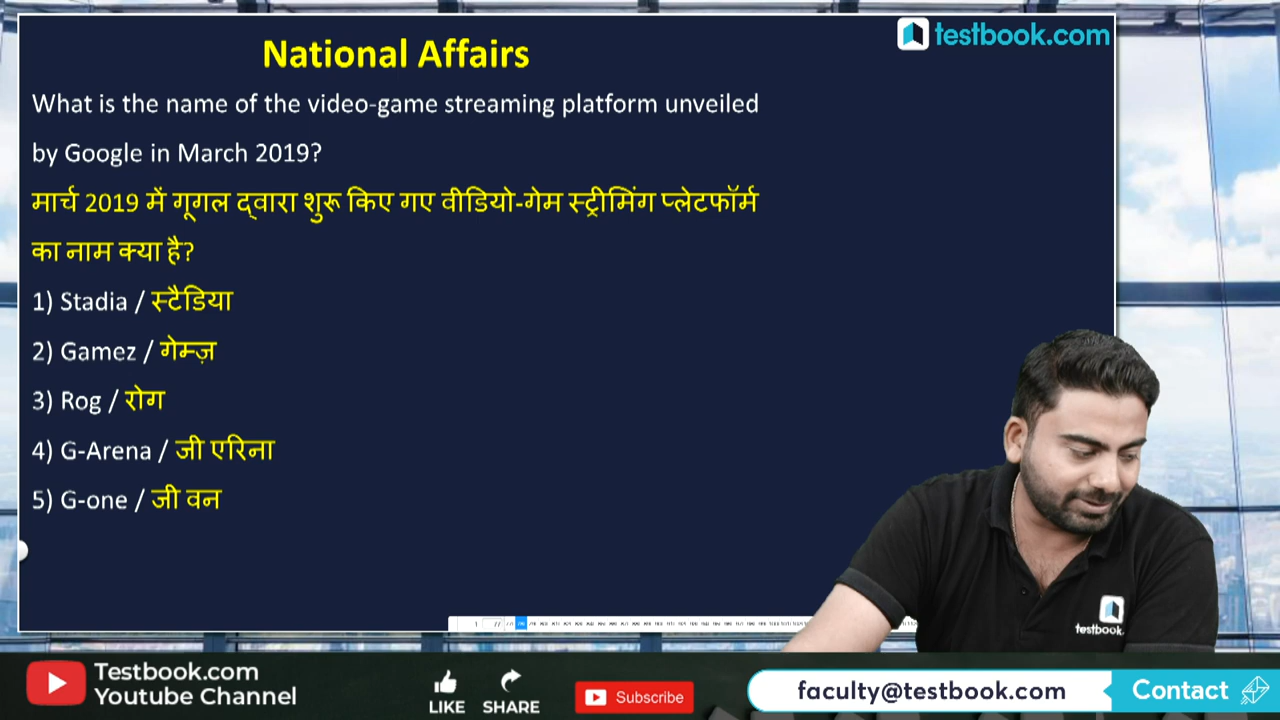 National Affairs
testbook.com
What is the name of the video-game streaming platform unveiled
by Google in March 2019?
मार्च 2019 में गूगल द्वारा शुरू किए गए वीडियो-गेम स्ट्रीमिंग प्लेटफॉर्म
का नाम क्या है?
1) Stadia / स्टैडिया
2) Gamez / गेम्ज़
3) Rog / रोग
4) G-Arena / जी एरिना
5) G-one / जी वन
testbook.
Testbook.com
Youtube Channel
LIKE
SHARE
Subscribe
faculty@testbook.com
Contact